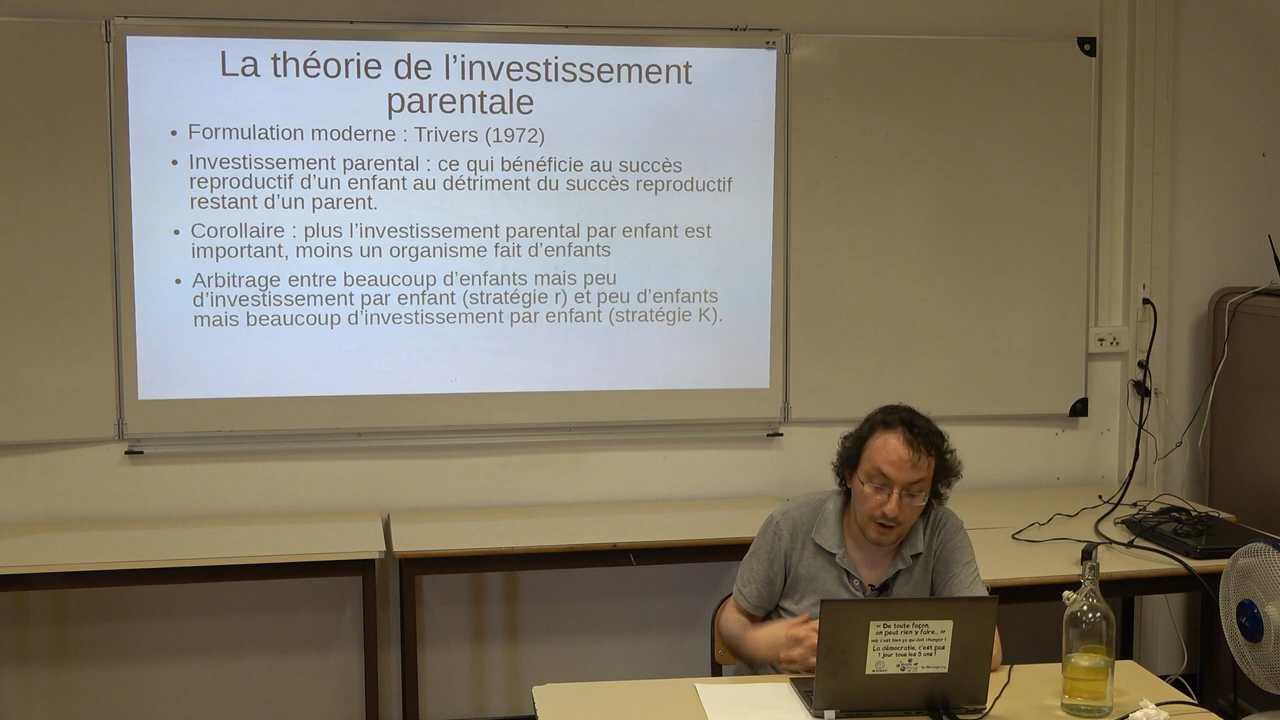 La théorie de l'investissement
parentale
• Formulation moderne : Trivers (1972)
• Investissement parental : ce qui bénéficie au succès
reproductif d'un enfant au détriment du succès reproductif
restant d'un parent.
• Corollaire : plus l'investissement parental par enfant est
important, moins un organisme fait d'enfants
• Arbitrage entre beaucoup d'enfants mais peu
d'investissement par enfant (stratégie r) et peu d'enfants
mais beaucoup d'investissement par enfant (stratégie K).
« De toute façon,
on peut rien y faire... »
La démocratie, c'est pas
1 jour tous les 5 ans !